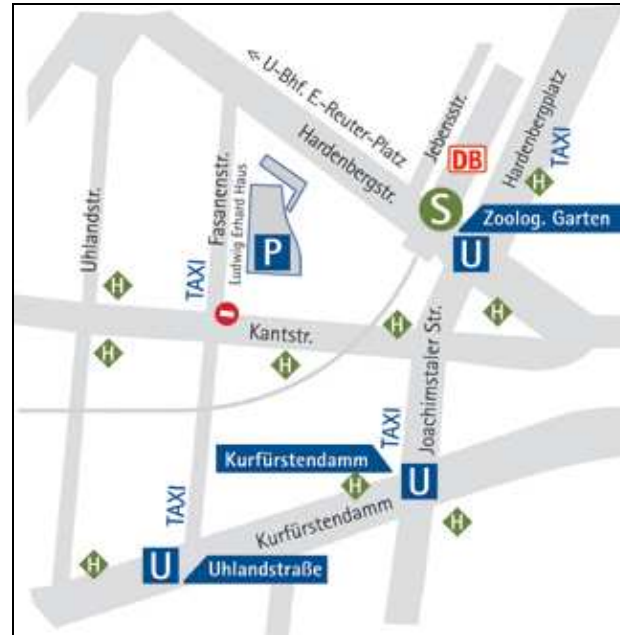 << U-Bhf. E.-Reuter-Platz
Hardenbergstr.
Jebensstr.
DB
Hardenbergplatz
TAXI
H
S
Zoolog. Garten
U
Uhlandstr.
Fasanenstr.
Ludwig Erhard Haus
P
TAXI
H
H
H
Kantstr.
H
H
H
Joachimstaler Str.
TAXI
Kurfürstendamm
U
H
H
Kurfürstendamm
TAXI
H
U
Uhlandstraße